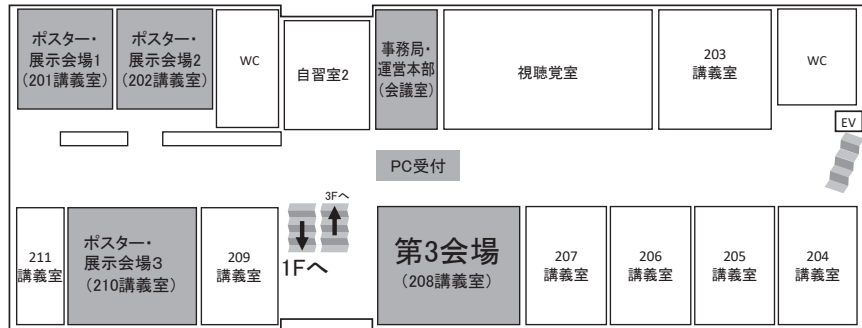 ポスター・
展示会場1
(201講義室)
ポスター・
展示会場2
(202講義室)
WC
自習室2
事務局・
運営本部
(会議室)
視聴覚室
203
講義室
WC
EV
PC受付
3Fへ
1Fへ
211
講義室
ポスター・
展示会場3
(210講義室)
209
講義室
第3会場
(208講義室)
207
講義室
206
講義室
205
講義室
204
講義室